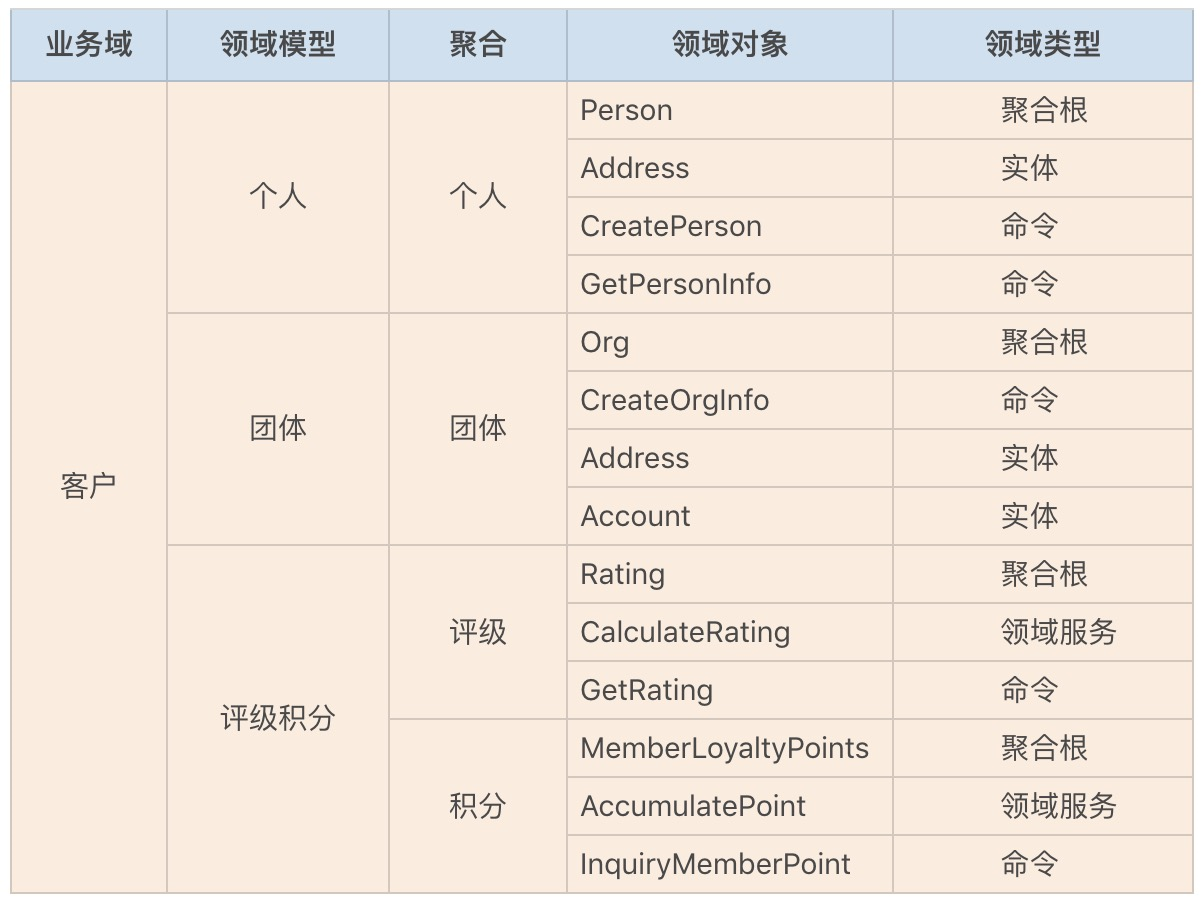 业务域 领域模型 聚合 领域对象 领域类型
客户 个人 个人 Person 聚合根
Address 实体
CreatePerson 命令
GetPersonInfo 命令
团体 团体 Org 聚合根
CreateOrgInfo 命令
Address 实体
Account 实体
评级积分 评级 Rating 聚合根
CalculateRating 领域服务
GetRating 命令
积分 MemberLoyaltyPoints 聚合根
AccumulatePoint 领域服务
InquiryMemberPoint 命令